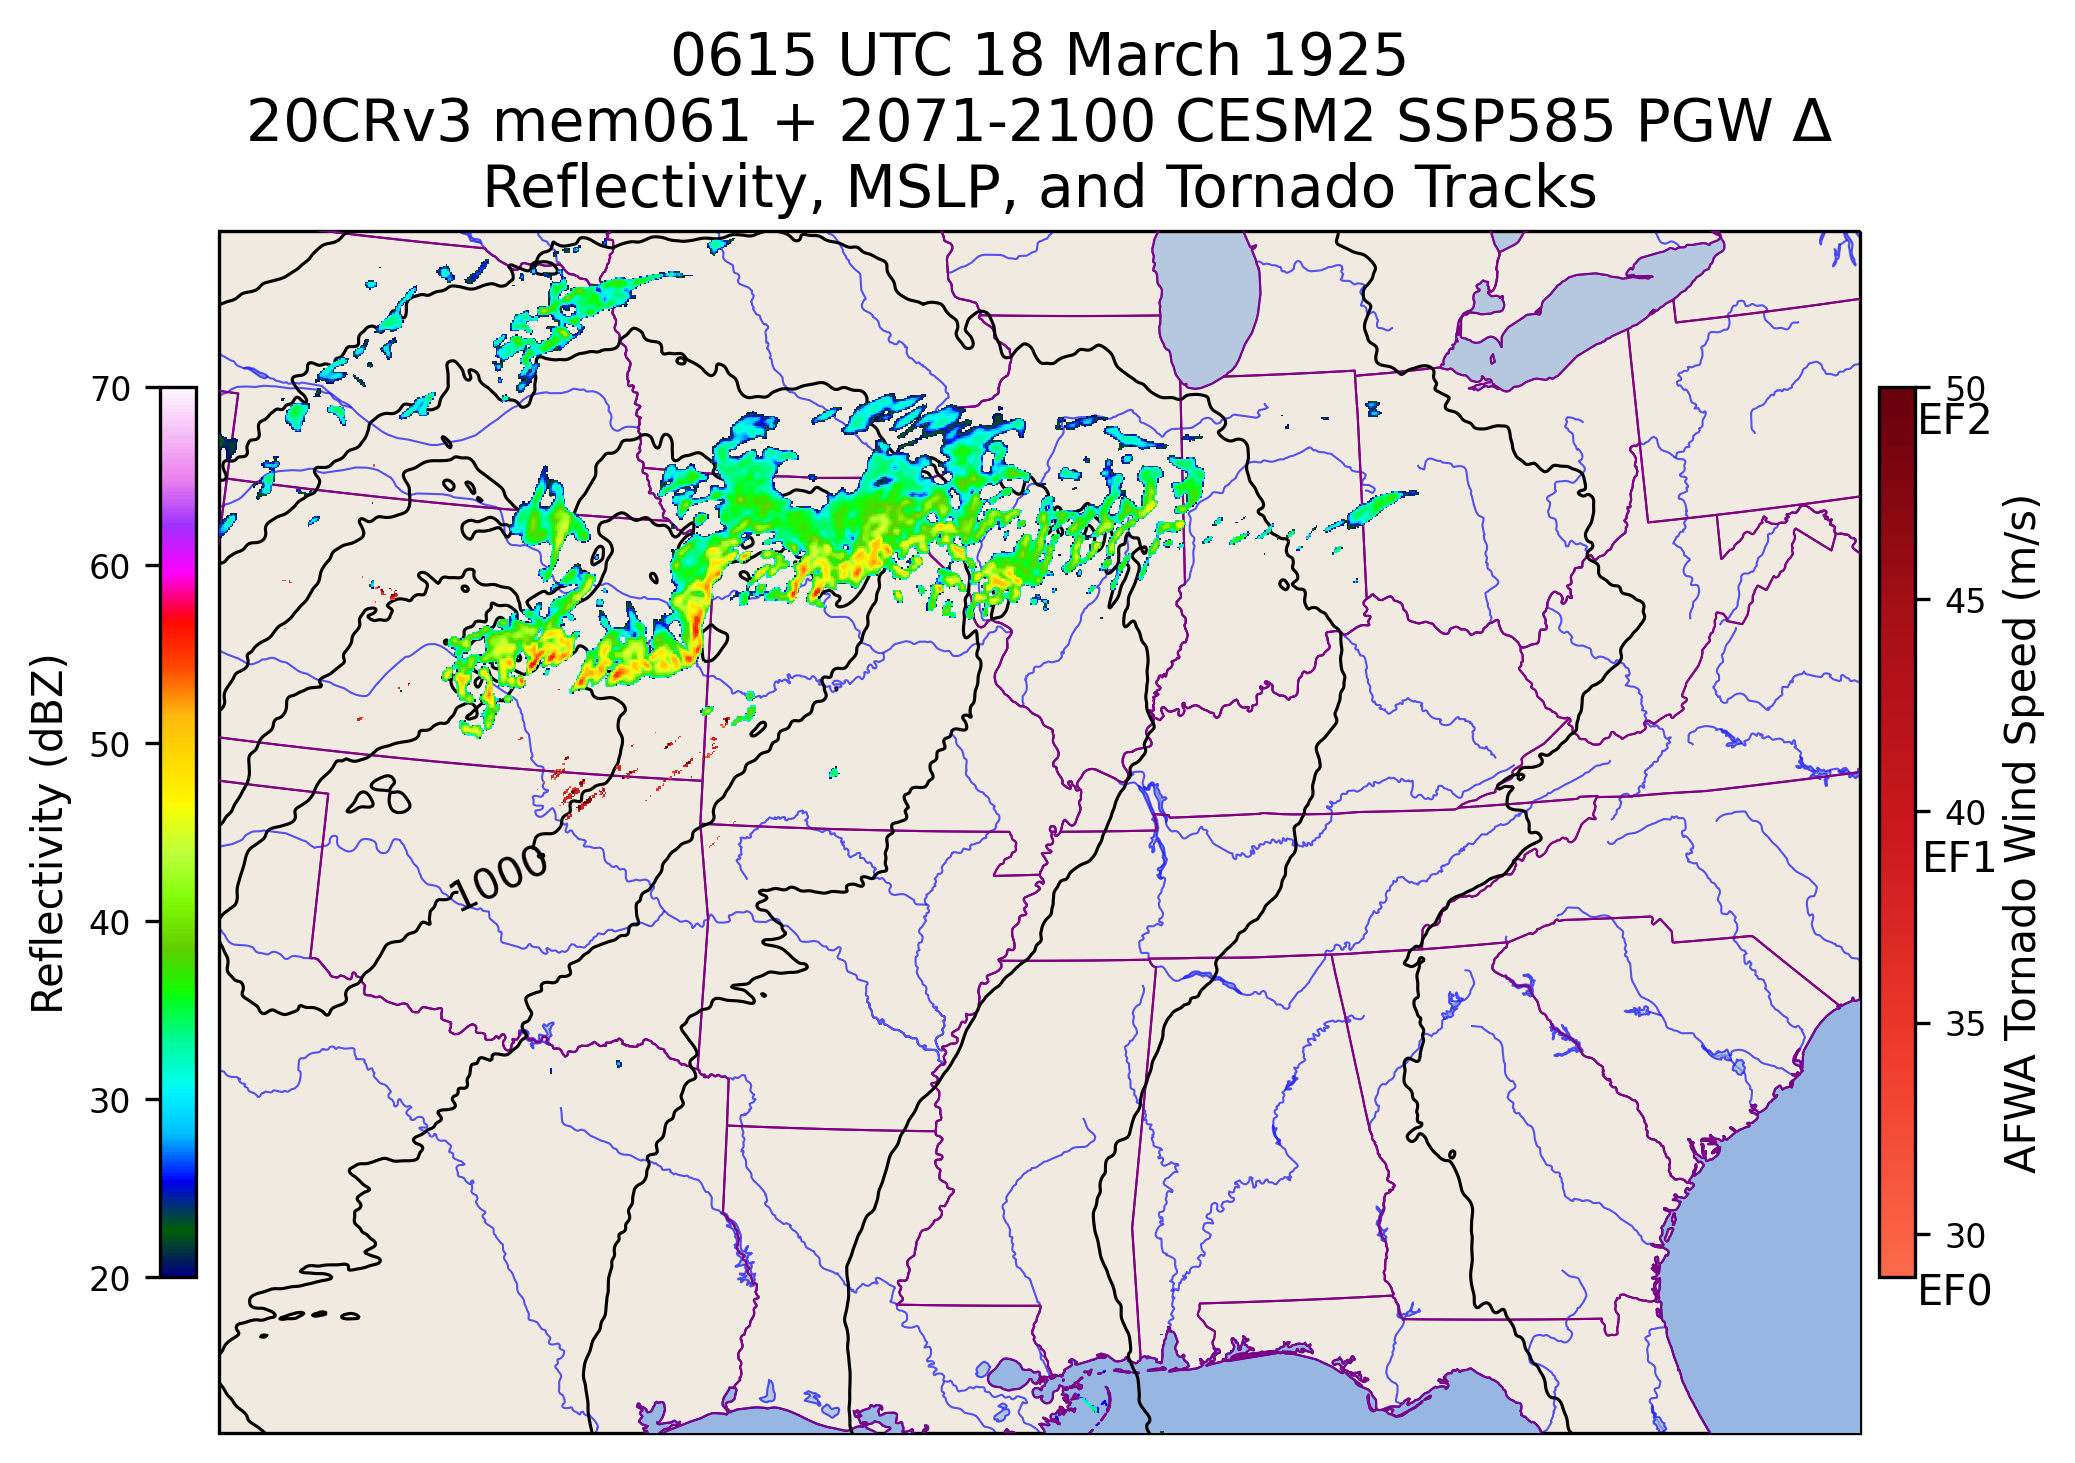 0615 UTC 18 March 1925
20CRv3 mem061 + 2071-2100 CESM2 SSP585 PGW Δ
Reflectivity, MSLP, and Tornado Tracks
70
60
50
40
30
20
Reflectivity (dBZ)
1000
50
EF2
45
40
EF1
35
30
EF0
AFWA Tornado Wind Speed (m/s)